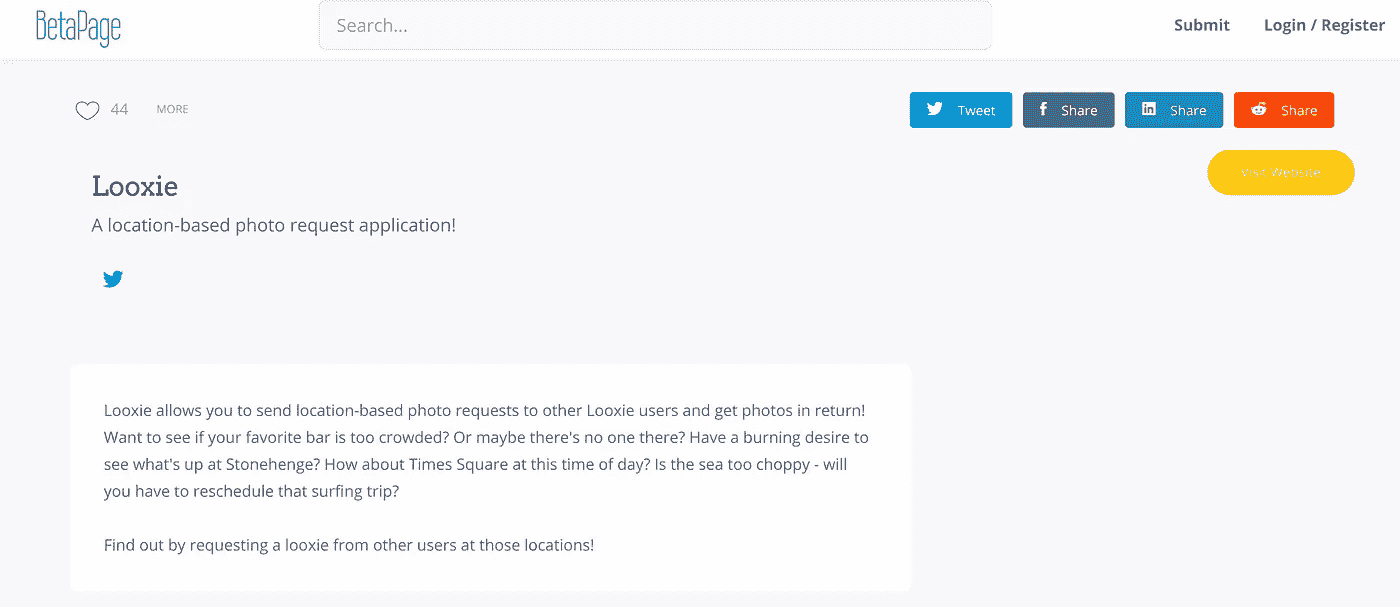 BetaPage
Search...
Submit
Login / Register
44
MORE
Tweet
Share
Share
Share
Visit Website
Looxie
A location-based photo request application!
Looxie allows you to send location-based photo requests to other Looxie users and get photos in return!
Want to see if your favorite bar is too crowded? Or maybe there's no one there? Have a burning desire to
see what's up at Stonehenge? How about Times Square at this time of day? Is the sea too choppy - will
you have to reschedule that surfing trip?
Find out by requesting a looxie from other users at those locations!